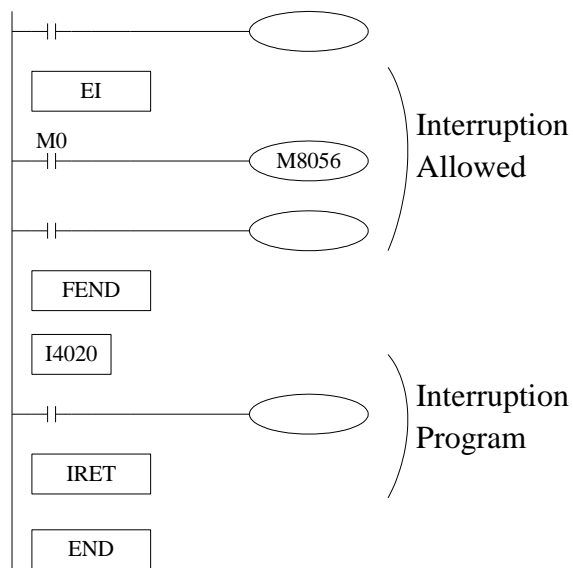 EI
Interruption
Allowed
M0
M8056
FEND
I4020
Interruption
Program
IRET
END